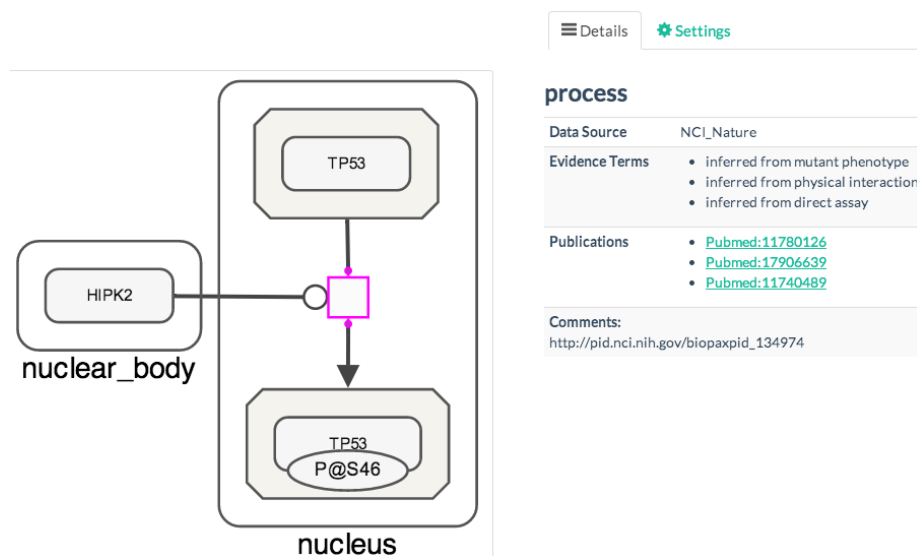 Details
Settings
process
Data Source NCI_Nature
Evidence Terms • inferred from mutant phenotype
• inferred from physical interaction
• inferred from direct assay
Publications • Pubmed:11780126
• Pubmed:17906639
• Pubmed:11740489
Comments:
http://pid.nci.nih.gov/biopaxpid_134974
TP53
HIPK2
nuclear_body
TP53
P@S46
nucleus